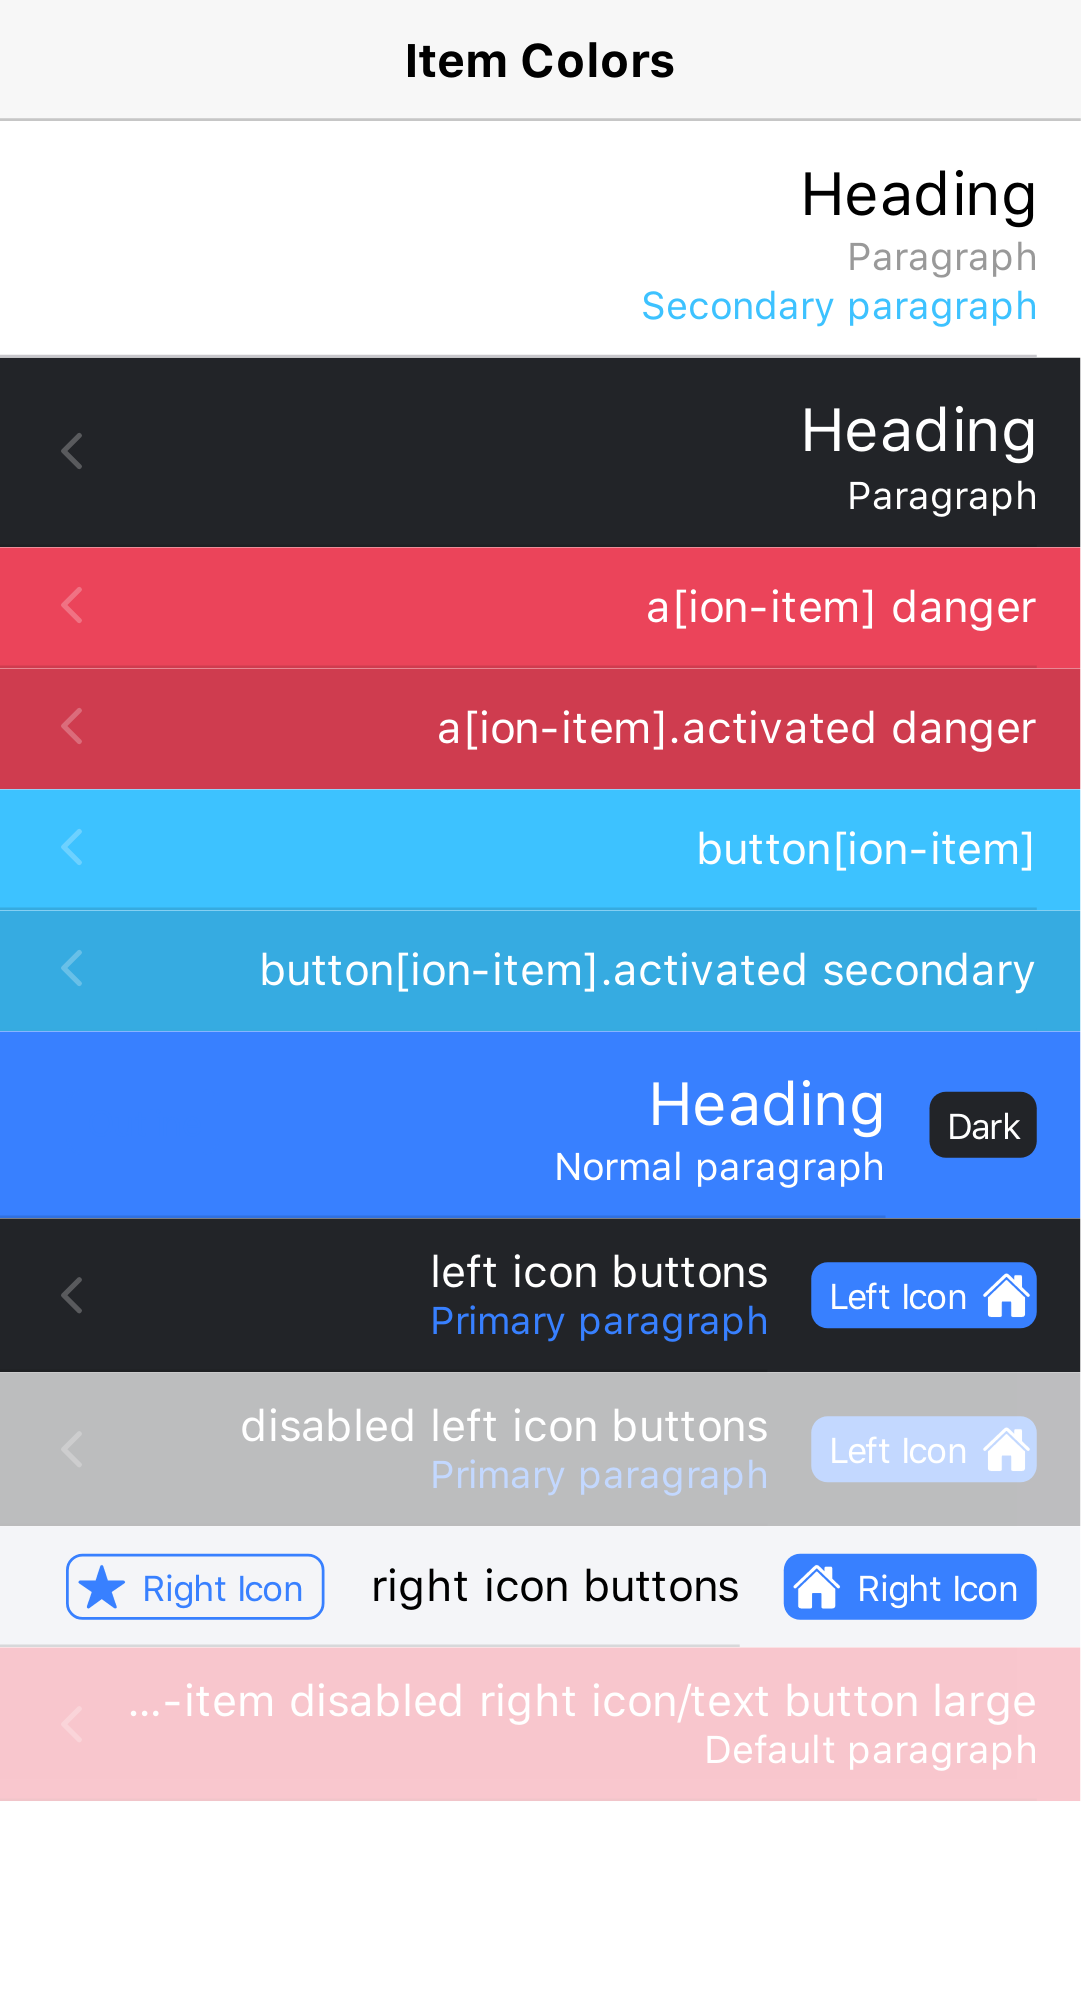 Item Colors
Heading
Paragraph
Secondary paragraph
Heading
Paragraph
a[ion-item] danger
a[ion-item].activated danger
button[ion-item]
button[ion-item].activated secondary
Heading
Normal paragraph
Dark
left icon buttons
Primary paragraph
Left Icon
disabled left icon buttons
Primary paragraph
Left Icon
Right Icon
right icon buttons
Right Icon
...-item disabled right icon/text button large
Default paragraph